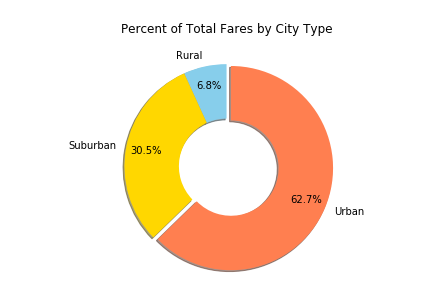 Percent of Total Fares by City Type
Rural
6.8%
Suburban
30.5%
62.7%
Urban